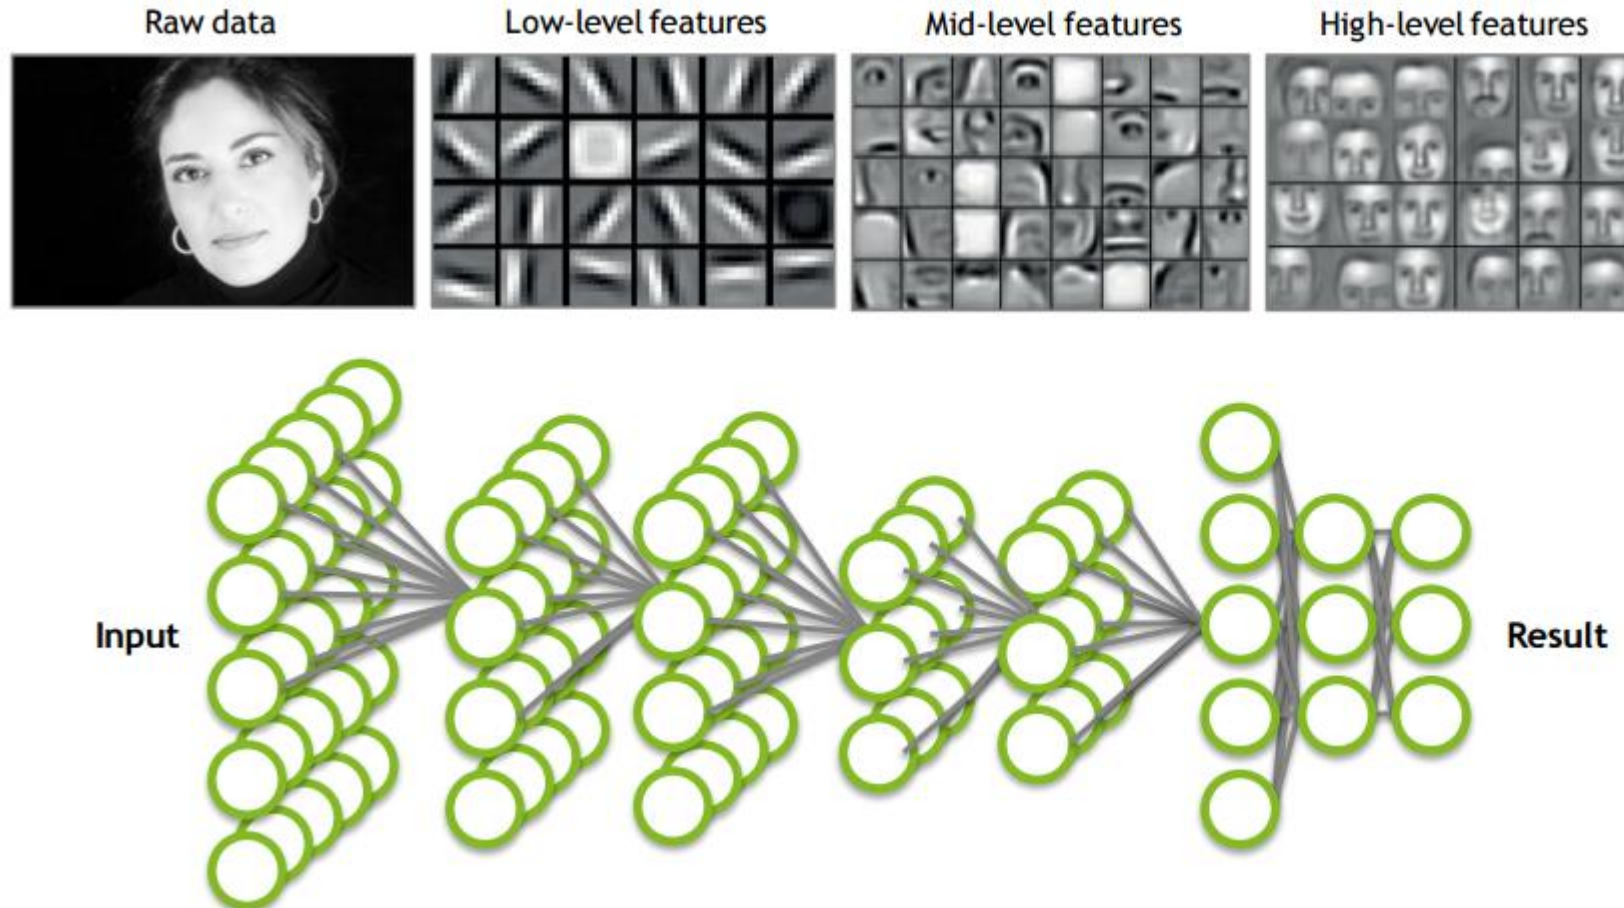 Raw data
Low-level features
Mid-level features
High-level features
Input
Result